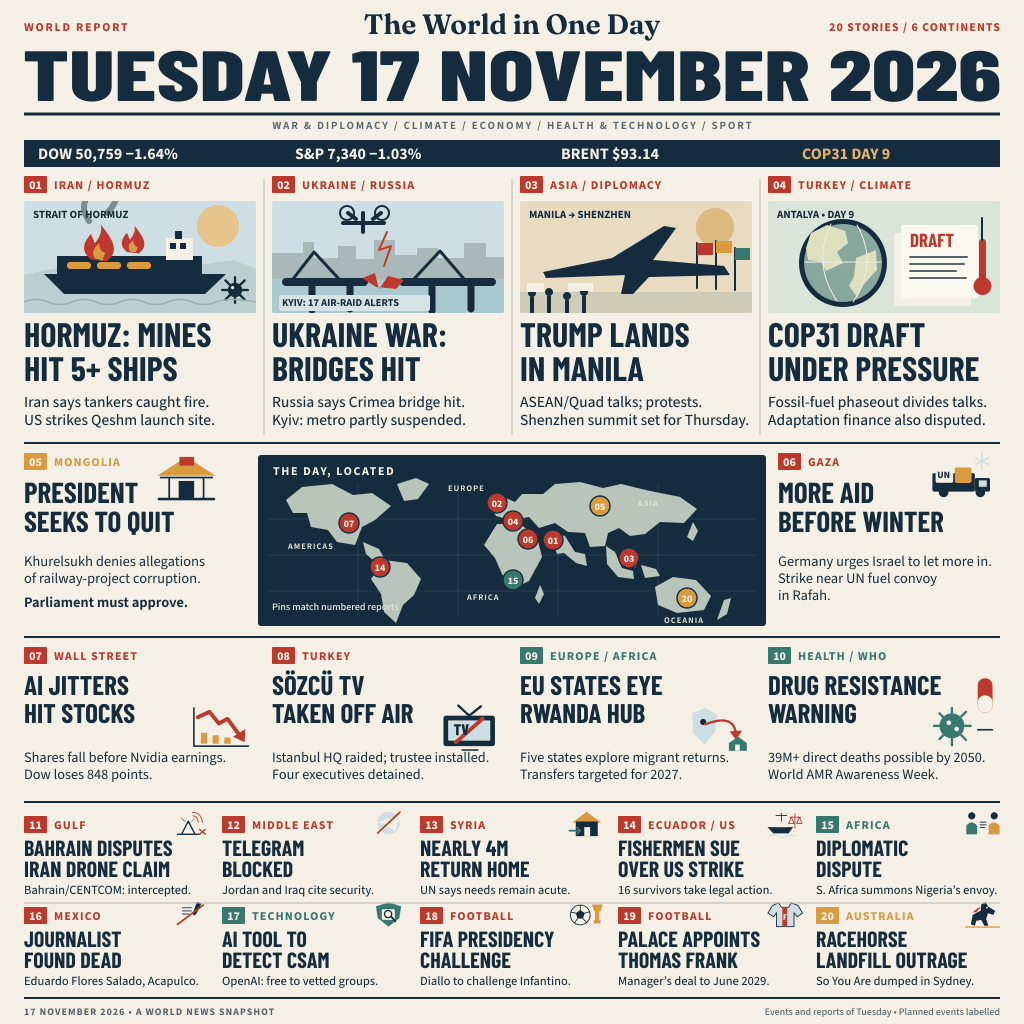 WORLD REPORT
The World in One Day
20 STORIES / 6 CONTINENTS
TUESDAY 17 NOVEMBER 2026
WAR & DIPLOMACY / CLIMATE / ECONOMY / HEALTH & TECHNOLOGY / SPORT
DOW 50,759 −1.64%
S&P 7,340 −1.03%
BRENT $93.14
COP31 DAY 9
01 IRAN / HORMUZ
STRAIT OF HORMUZ
HORMUZ: MINES
HIT 5+ SHIPS
Iran says tankers caught fire.
US strikes Qeshm launch site.
02 UKRAINE / RUSSIA
KYIV: 17 AIR-RAID ALERTS
UKRAINE WAR:
BRIDGES HIT
Russia says Crimea bridge hit.
Kyiv: metro partly suspended.
03 ASIA / DIPLOMACY
MANILA → SHENZHEN
TRUMP LANDS
IN MANILA
ASEAN/Quad talks; protests.
Shenzhen summit set for Thursday.
04 TURKEY / CLIMATE
ANTALYA • DAY 9
DRAFT
COP31 DRAFT
UNDER PRESSURE
Fossil-fuel phaseout divides talks.
Adaptation finance also disputed.
05 MONGOLIA
PRESIDENT
SEEKS TO QUIT
Khurelsukh denies allegations
of railway-project corruption.
Parliament must approve.
THE DAY, LOCATED
EUROPE
ASIA
AMERICAS
AFRICA
OCEANIA
02
05
04
07
06
01
03
14
15
20
Pins match numbered reports
06 GAZA
UN
MORE AID
BEFORE WINTER
Germany urges Israel to let more in.
Strike near UN fuel convoy
in Rafah.
07 WALL STREET
AI JITTERS
HIT STOCKS
Shares fall before Nvidia earnings.
Dow loses 848 points.
08 TURKEY
SÖZCÜ TV
TAKEN OFF AIR
TV
Istanbul HQ raided; trustee installed.
Four executives detained.
09 EUROPE / AFRICA
EU STATES EYE
RWANDA HUB
Five states explore migrant returns.
Transfers targeted for 2027.
10 HEALTH / WHO
DRUG RESISTANCE
WARNING
39M+ direct deaths possible by 2050.
World AMR Awareness Week.
11 GULF
BAHRAIN DISPUTES
IRAN DRONE CLAIM
Bahrain/CENTCOM: intercepted.
12 MIDDLE EAST
TELEGRAM
BLOCKED
Jordan and Iraq cite security.
13 SYRIA
NEARLY 4M
RETURN HOME
UN says needs remain acute.
14 ECUADOR / US
FISHERMEN SUE
OVER US STRIKE
16 survivors take legal action.
15 AFRICA
DIPLOMATIC
DISPUTE
S. Africa summons Nigeria's envoy.
16 MEXICO
JOURNALIST
FOUND DEAD
Eduardo Flores Salado, Acapulco.
17 TECHNOLOGY
AI TOOL TO
DETECT CSAM
OpenAI: free to vetted groups.
18 FOOTBALL
FIFA PRESIDENCY
CHALLENGE
Diallo to challenge Infantino.
19 FOOTBALL
PALACE APPOINTS
THOMAS FRANK
Manager's deal to June 2029.
20 AUSTRALIA
RACEHORSE
LANDFILL OUTRAGE
So You Are dumped in Sydney.
17 NOVEMBER 2026 • A WORLD NEWS SNAPSHOT
Events and reports of Tuesday • Planned events labelled